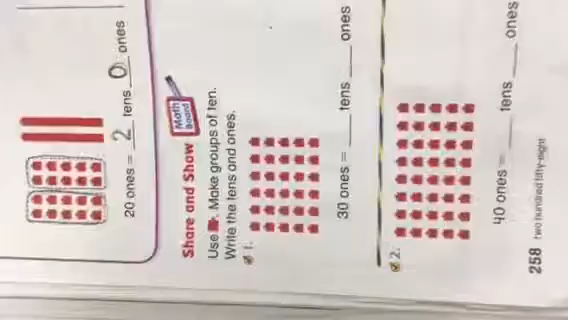 20 ones = 2 tens 0 ones
Share and Show
Math
Board
Use . Make groups of ten.
Write the tens and ones.
1.
30 ones = ___ tens ___ ones
2.
40 ones = ___ tens ___ ones
258 two hundred fifty-eight